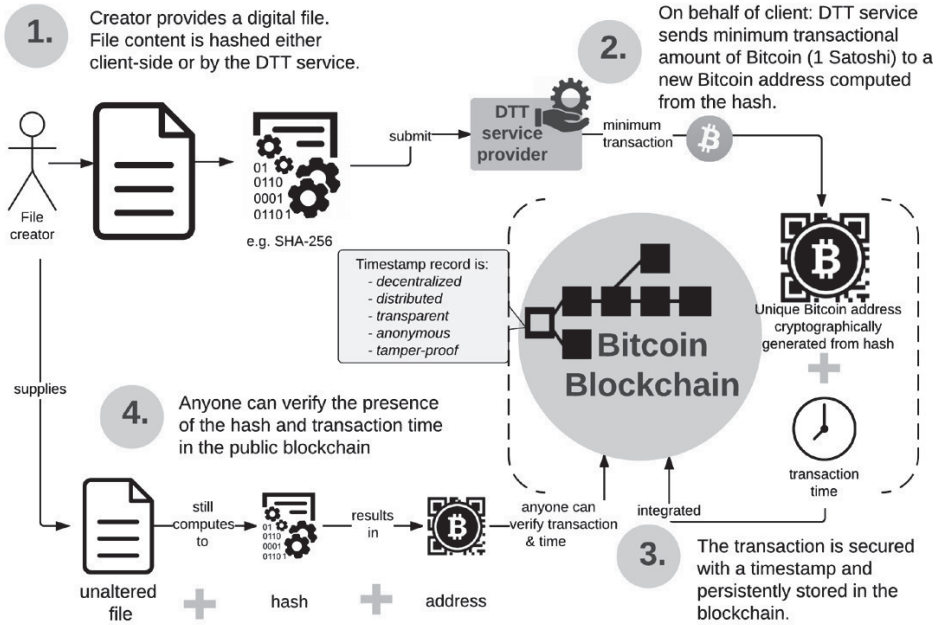 1.
Creator provides a digital file.
File content is hashed either
client-side or by the DTT service.
2.
On behalf of client: DTT service
sends minimum transactional
amount of Bitcoin (1 Satoshi) to a
new Bitcoin address computed
from the hash.
File
creator
01
0110
0001
0110 1
e.g. SHA-256
submit
DTT
service
provider
minimum
transaction
Unique Bitcoin address
cryptographically
generated from hash
transaction
time
Timestamp record is:
- decentralized
- distributed
- transparent
- anonymous
- tamper-proof
Bitcoin
Blockchain
supplies
4.
Anyone can verify the presence
of the hash and transaction time
in the public blockchain
unaltered
file
still
computes
to
01
0110
0001
0110 1
hash
results
in
address
anyone can
verify transaction
& time
integrated
3.
The transaction is secured
with a timestamp and
persistently stored in the
blockchain.